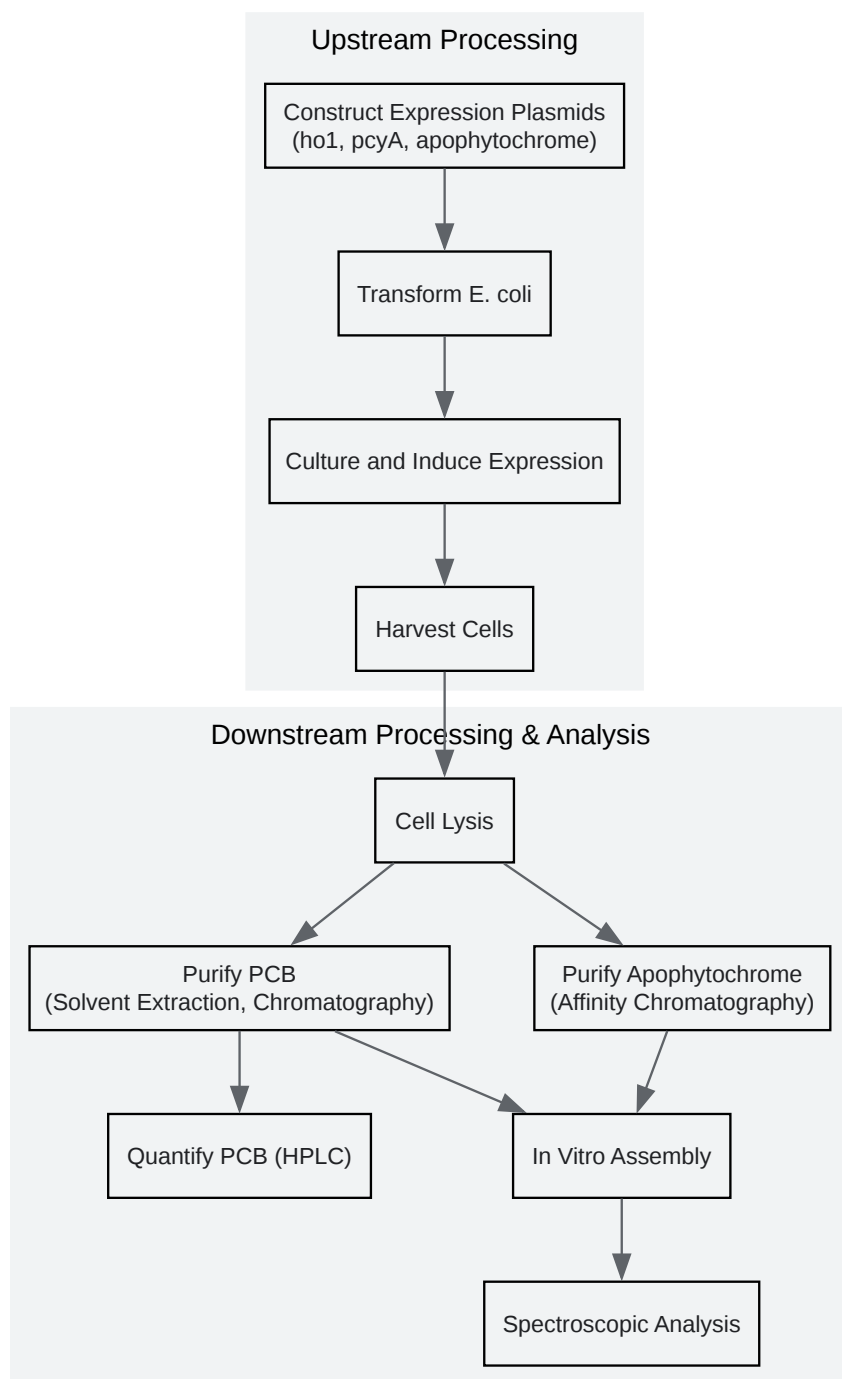 Upstream Processing
Construct Expression Plasmids
(ho1, pcyA, apophytochrome)
Transform E. coli
Culture and Induce Expression
Harvest Cells
Downstream Processing & Analysis
Cell Lysis
Purify PCB
(Solvent Extraction, Chromatography)
Purify Apophytochrome
(Affinity Chromatography)
Quantify PCB (HPLC)
In Vitro Assembly
Spectroscopic Analysis